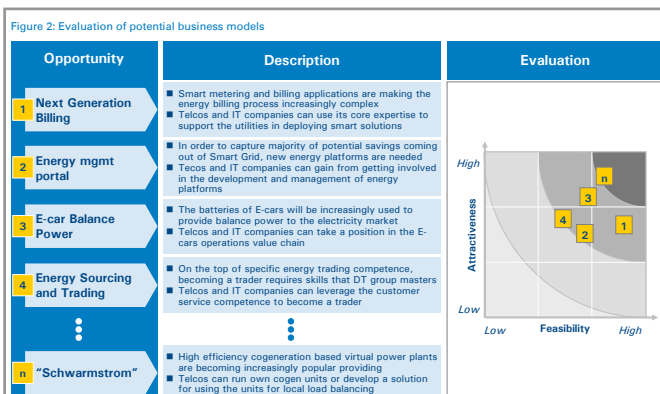 Figure 2: Evaluation of potential business models
Opportunity
Description
Evaluation
1
Next Generation
Billing
■ Smart metering and billing applications are making the
energy billing process increasingly complex
■ Telcos and IT companies can use its core expertise to
support the utilities in deploying smart solutions
2
Energy mgmt
portal
■ In order to capture majority of potential savings coming
out of Smart Grid, new energy platforms are needed
■ Tecos and IT companies can gain from getting involved
in the development and management of energy
platforms
3
E-car Balance
Power
■ The batteries of E-cars will be increasingly used to
provide balance power to the electricity market
■ Telcos and IT companies can take a position in the E-
cars operations value chain
4
Energy Sourcing
and Trading
■ On the top of specific energy trading competence,
becoming a trader requires skills that DT group masters
■ Telcos and IT companies can leverage the customer
service competence to become a trader
n
“Schwarmstrom”
■ High efficiency cogeneration based virtual power plants
are becoming increasingly popular providing
■ Telcos can run own cogen units or develop a solution
for using the units for local load balancing
High
Attractiveness
Low
n
3
4
2
1
Low
Feasibility
High